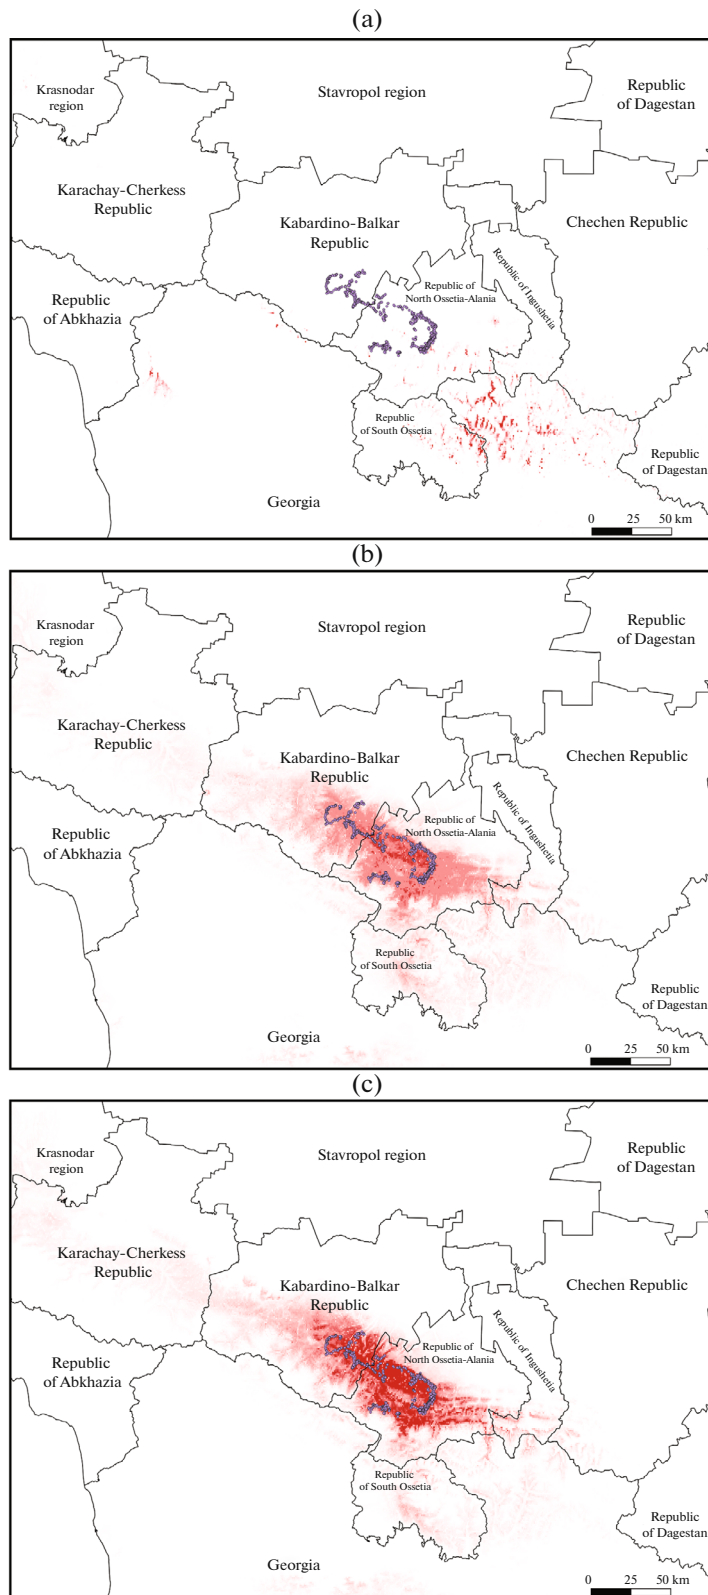 (a)
Krasnodar
region
Stavropol region
Republic
of Dagestan
Karachay-Cherkess
Republic
Kabardino-Balkar
Republic
Chechen Republic
Republic of Ingushetia
Republic of
North Ossetia-Alania
Republic
of Abkhazia
Republic
of South Ossetia
Republic
of Dagestan
Georgia
0 25 50 km
(b)
Krasnodar
region
Stavropol region
Republic
of Dagestan
Karachay-Cherkess
Republic
Kabardino-Balkar
Republic
Chechen Republic
Republic of Ingushetia
Republic of
North Ossetia-Alania
Republic
of Abkhazia
Republic
of South Ossetia
Republic
of Dagestan
Georgia
0 25 50 km
(c)
Krasnodar
region
Stavropol region
Republic
of Dagestan
Karachay-Cherkess
Republic
Kabardino-Balkar
Republic
Chechen Republic
Republic of Ingushetia
Republic of
North Ossetia-Alania
Republic
of Abkhazia
Republic
of South Ossetia
Republic
of Dagestan
Georgia
0 25 50 km